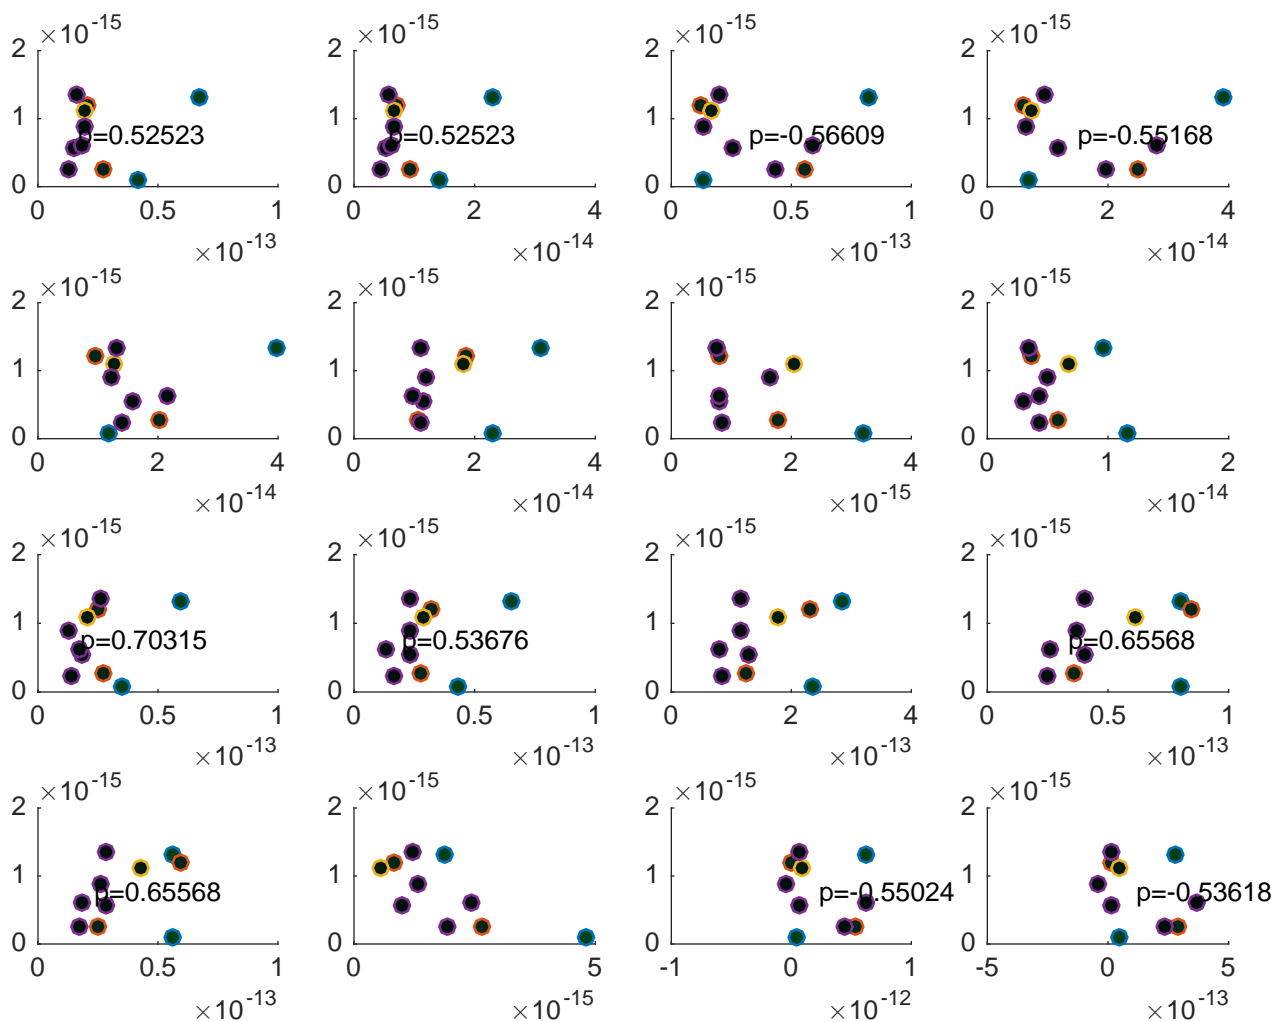 ×10^-15 ×10^-15 ×10^-15 ×10^-15
2 2 2 2
1 1 1 1
p=0.52523 p=0.52523 p=-0.56609 p=-0.55168
0 0 0 0
0 0.5 1 0 2 4 0 0.5 1 0 2 4
×10^-13 ×10^-14 ×10^-13 ×10^-14
×10^-15 ×10^-15 ×10^-15 ×10^-15
2 2 2 2
1 1 1 1
0 0 0 0
0 2 4 0 2 4 0 2 4 0 1 2
×10^-14 ×10^-14 ×10^-15 ×10^-14
×10^-15 ×10^-15 ×10^-15 ×10^-15
2 2 2 2
1 1 1 1
p=0.70315 p=0.53676 p=0.65568
0 0 0 0
0 0.5 1 0 0.5 1 0 2 4 0 0.5 1
×10^-13 ×10^-13 ×10^-13 ×10^-13
×10^-15 ×10^-15 ×10^-15 ×10^-15
2 2 2 2
1 1 1 1
p=0.65568 p=-0.55024 p=-0.53618
0 0 0 0
0 0.5 1 0 5 -1 0 1 -5 0 5
×10^-13 ×10^-15 ×10^-12 ×10^-13